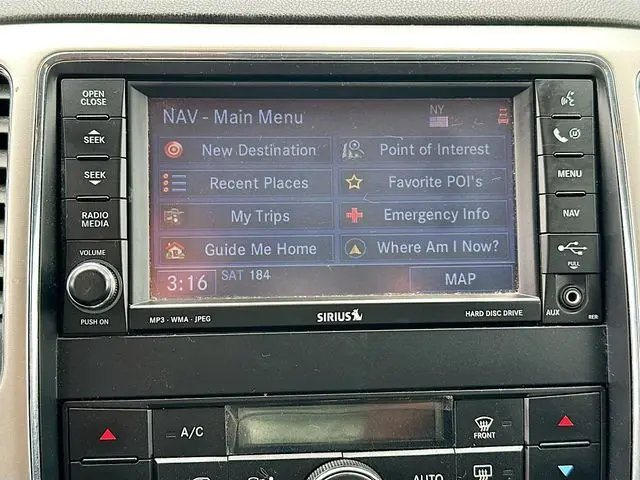 OPEN
CLOSE
SEEK
SEEK
RADIO
MEDIA
VOLUME
PUSH ON
NAV - Main Menu
NY
New Destination
Point of Interest
Recent Places
Favorite POI's
My Trips
Emergency Info
Guide Me Home
Where Am I Now?
3:16
SAT 184
MAP
MENU
NAV
PULL
AUX
RER
MP3 · WMA · JPEG
SIRIUS
HARD DISC DRIVE
A/C
FRONT
AUTO